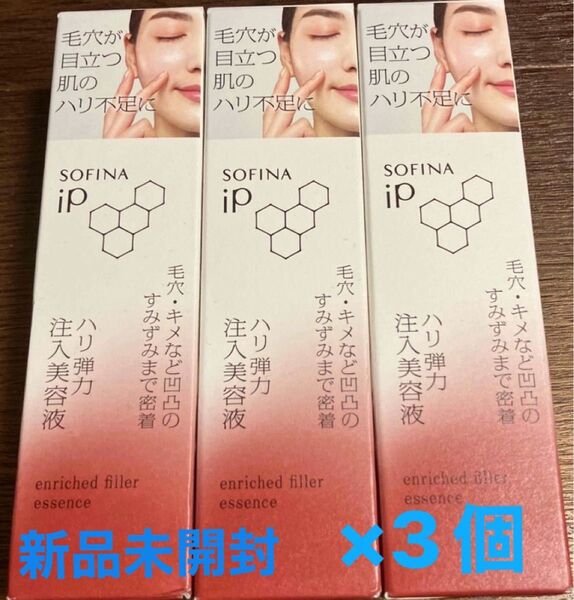 毛穴が
目立つ
肌の
ハリ不足に
SOFINA
iP
毛穴・キメなど凹凸の
すみずみまで密着
ハリ弾力
注入美容液
enriched filler
essence
毛穴が
目立つ
肌の
ハリ不足に
SOFINA
iP
毛穴・キメなど凹凸の
すみずみまで密着
ハリ弾力
注入美容液
enriched filler
essence
毛穴が
目立つ
肌の
ハリ不足に
SOFINA
iP
毛穴・キメなど凹凸の
すみずみまで密着
ハリ弾力
注入美容液
enriched filler
essence
新品未開封 ×3個